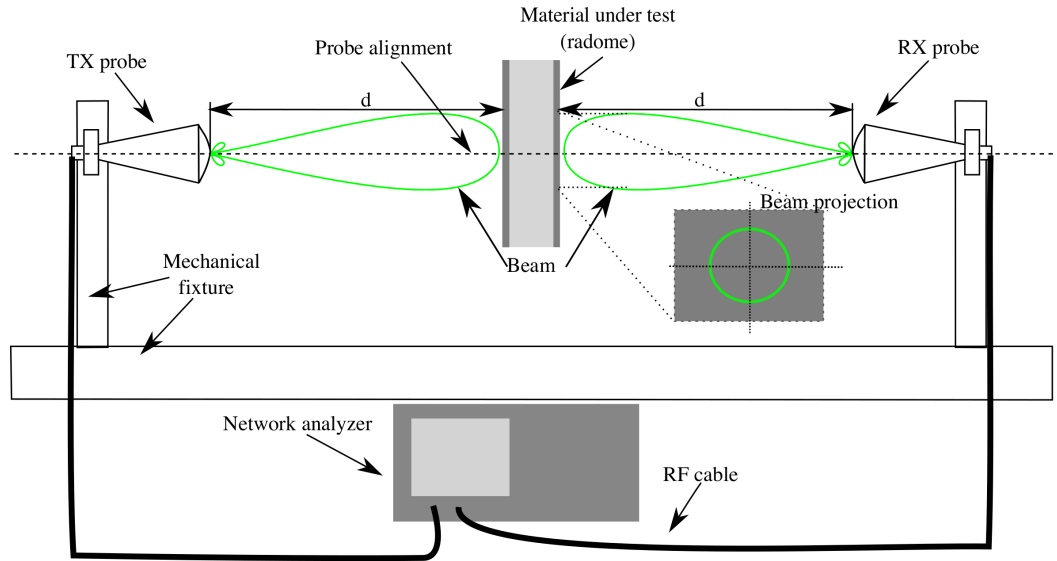 Material under test
(radome)
Probe alignment
TX probe
RX probe
d
d
Beam projection
Mechanical
fixture
Beam
Network analyzer
RF cable